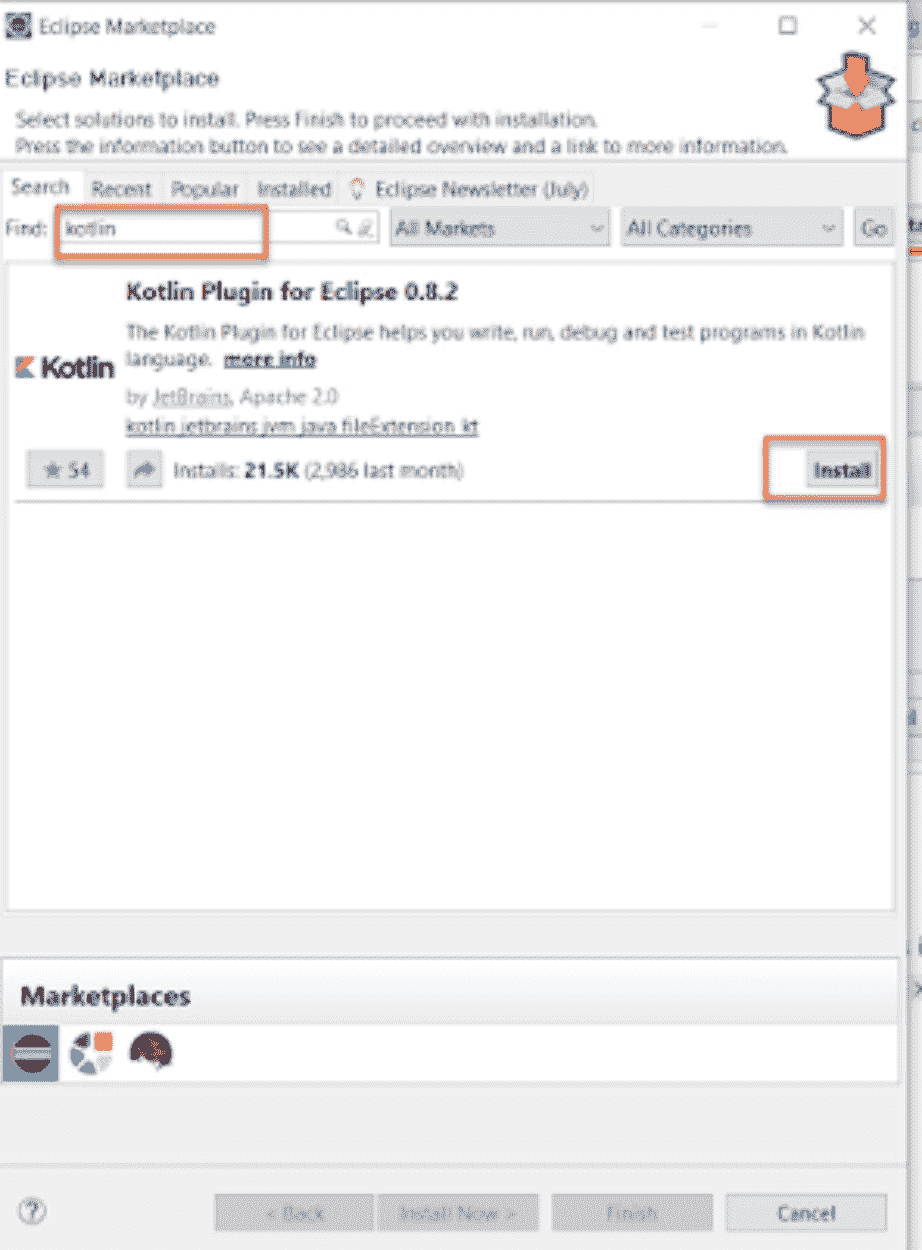 Eclipse Marketplace
Eclipse Marketplace
Select solutions to install. Press Finish to proceed with installation.
Press the information button to see a detailed overview and a link to more information.
Search Recent Popular Installed Eclipse Newsletter (July)
Find: kotlin All Markets All Categories Go
Kotlin Plugin for Eclipse 0.8.2
The Kotlin Plugin for Eclipse helps you write, run, debug and test programs in Kotlin
language. more info
Kotlin
by JetBrains, Apache 2.0
kotlin jetbrains jvm java fileExtension_kt
54 Installs: 21.5K (2,986 last month) Install
Marketplaces
? < Back Install Now > Finish Cancel